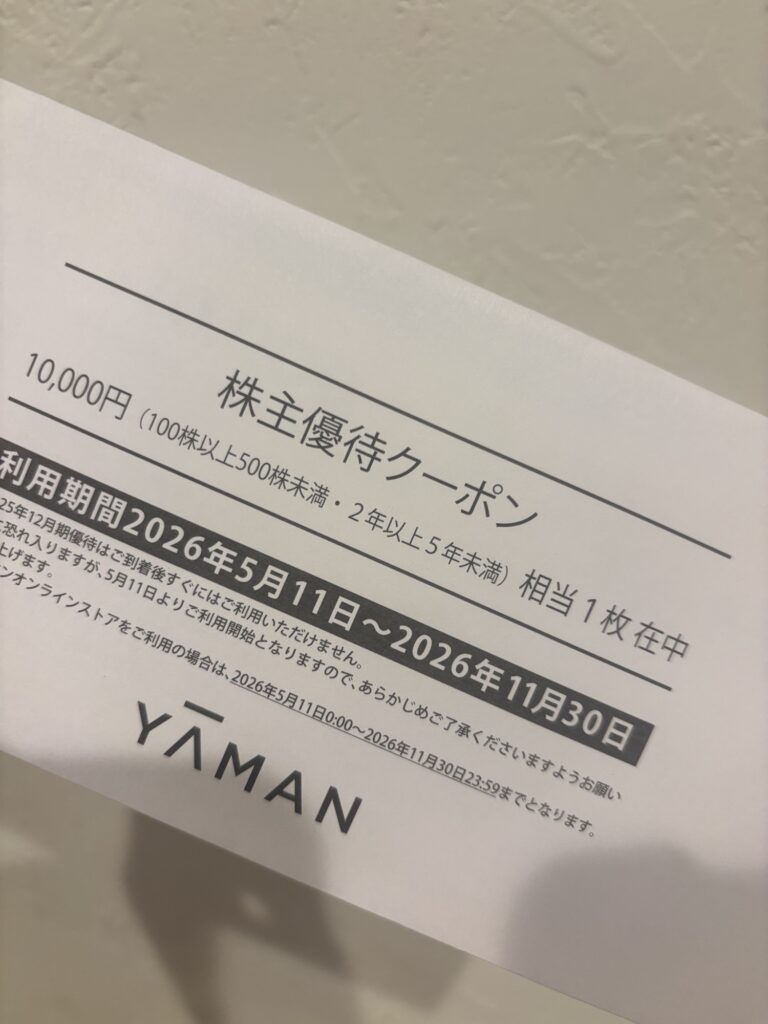 株主優待クーポン
10,000円（100株以上500株未満・2年以上5年未満）相当1枚在中
利用期間2026年5月11日～2026年11月30日
25年12月期優待はご到着後すぐにはご利用いただけません。
恐れ入りますが、5月11日よりご利用開始となりますので、あらかじめご了承くださいますようお願い
上げます。
ンオンラインストアをご利用の場合は、2026年5月11日0:00～2026年11月30日23:59までとなります。
YAMAN